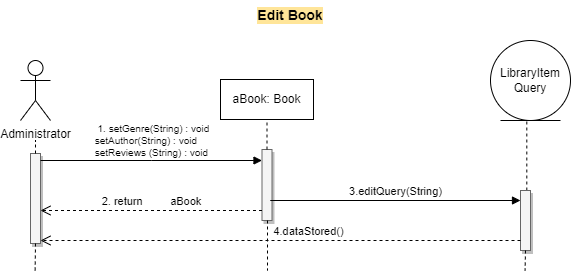 Edit Book
LibraryItem
Query
aBook: Book
Administrator
1. setGenre(String) : void
setAuthor(String) : void
setReviews (String) : void
3.editQuery(String)
2. return aBook
4.dataStored()